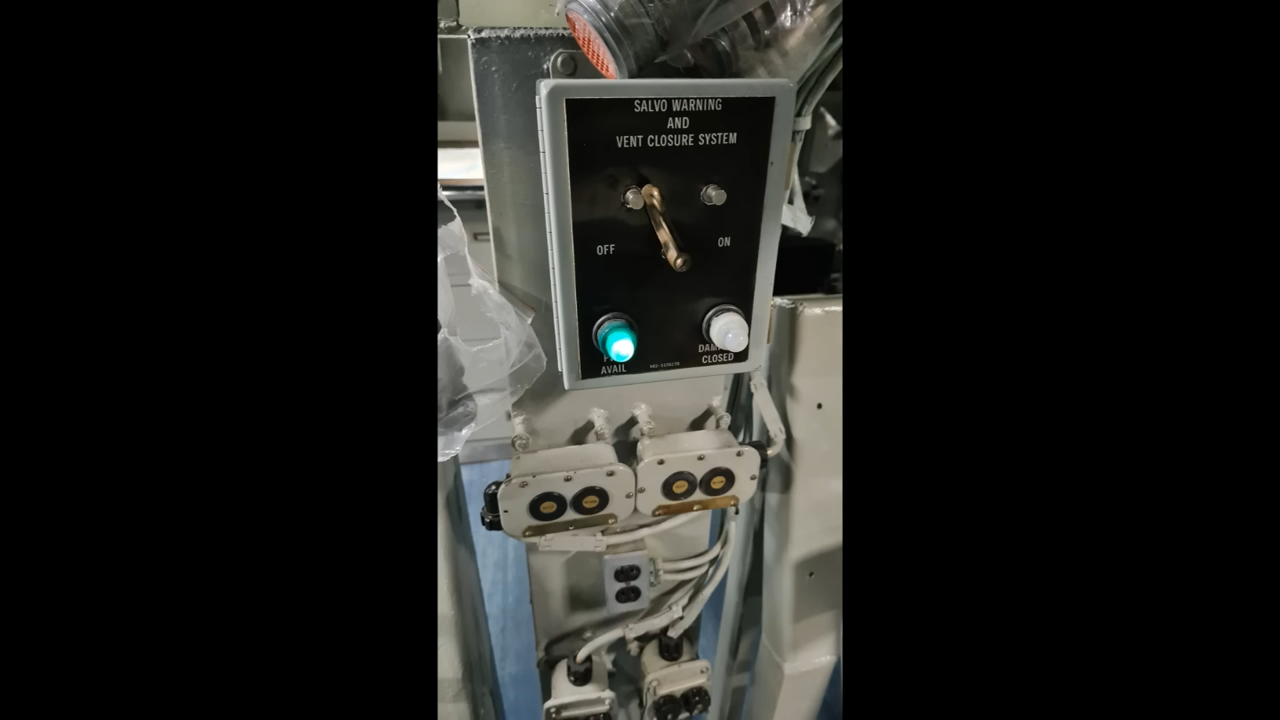 SALVO WARNING
AND
VENT CLOSURE SYSTEM
OFF
ON
AVAIL
CLOSED